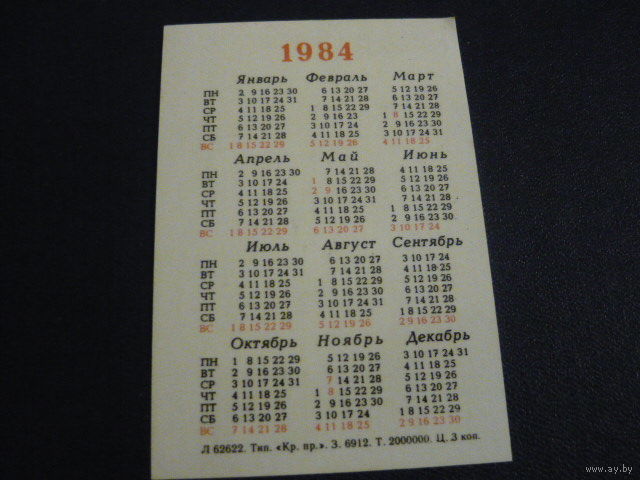 1984
Январь Февраль Март
ПН 2 9 16 23 30 6 13 20 27 5 12 19 26
ВТ 3 10 17 24 31 7 14 21 28 6 13 20 27
СР 4 11 18 25 1 8 15 22 29 7 14 21 28
ЧТ 5 12 19 26 2 9 16 23 1 8 15 22 29
ПТ 6 13 20 27 3 10 17 24 2 9 16 23 30
СБ 7 14 21 28 4 11 18 25 3 10 17 24 31
ВС 1 8 15 22 29 5 12 19 26 4 11 18 25
Апрель Май Июнь
ПН 2 9 16 23 30 7 14 21 28 4 11 18 25
ВТ 3 10 17 24 1 8 15 22 29 5 12 19 26
СР 4 11 18 25 2 9 16 23 30 6 13 20 27
ЧТ 5 12 19 26 3 10 17 24 31 7 14 21 28
ПТ 6 13 20 27 4 11 18 25 1 8 15 22 29
СБ 7 14 21 28 5 12 19 26 2 9 16 23 30
ВС 1 8 15 22 29 6 13 20 27 3 10 17 24
Июль Август Сентябрь
ПН 2 9 16 23 30 6 13 20 27 3 10 17 24
ВТ 3 10 17 24 31 7 14 21 28 4 11 18 25
СР 4 11 18 25 1 8 15 22 29 5 12 19 26
ЧТ 5 12 19 26 2 9 16 23 30 6 13 20 27
ПТ 6 13 20 27 3 10 17 24 31 7 14 21 28
СБ 7 14 21 28 4 11 18 25 1 8 15 22 29
ВС 1 8 15 22 29 5 12 19 26 2 9 16 23 30
Октябрь Ноябрь Декабрь
ПН 1 8 15 22 29 5 12 19 26 3 10 17 24 31
ВТ 2 9 16 23 30 6 13 20 27 4 11 18 25
СР 3 10 17 24 31 7 14 21 28 5 12 19 26
ЧТ 4 11 18 25 1 8 15 22 29 6 13 20 27
ПТ 5 12 19 26 2 9 16 23 30 7 14 21 28
СБ 6 13 20 27 3 10 17 24 1 8 15 22 29
ВС 7 14 21 28 4 11 18 25 2 9 16 23 30
Л 62622. Тип. «Кр. пр.». З. 6912. Т. 2000000. Ц. 3 коп.
www.ay.by